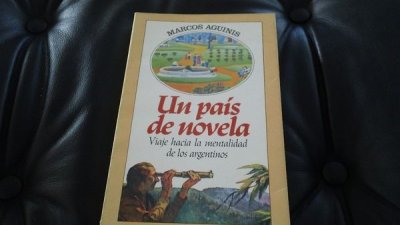 MARCOS AGUINIS
Un país
de novela
Viaje hacia la mentalidad
de los argentinos